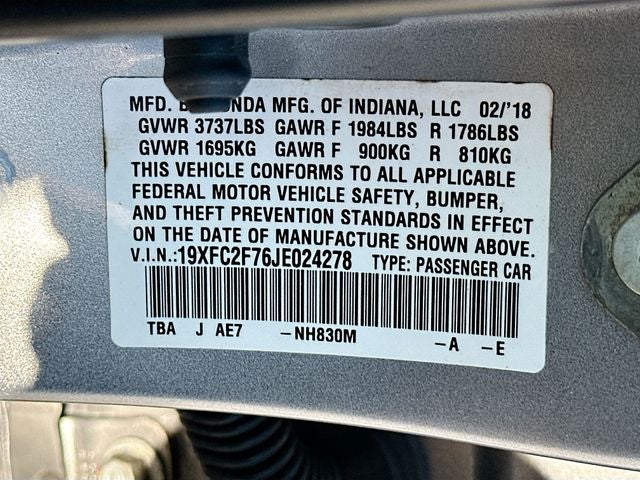 MFD. B ONDA MFG. OF INDIANA, LLC 02/'18
GVWR 3737LBS GAWR F 1984LBS R 1786LBS
GVWR 1695KG GAWR F 900KG R 810KG
THIS VEHICLE CONFORMS TO ALL APPLICABLE
FEDERAL MOTOR VEHICLE SAFETY, BUMPER,
AND THEFT PREVENTION STANDARDS IN EFFECT
ON THE DATE OF MANUFACTURE SHOWN ABOVE.
V.I.N.:19XFC2F76JE024278 TYPE: PASSENGER CAR
TBA J AE7 -NH830M -A -E